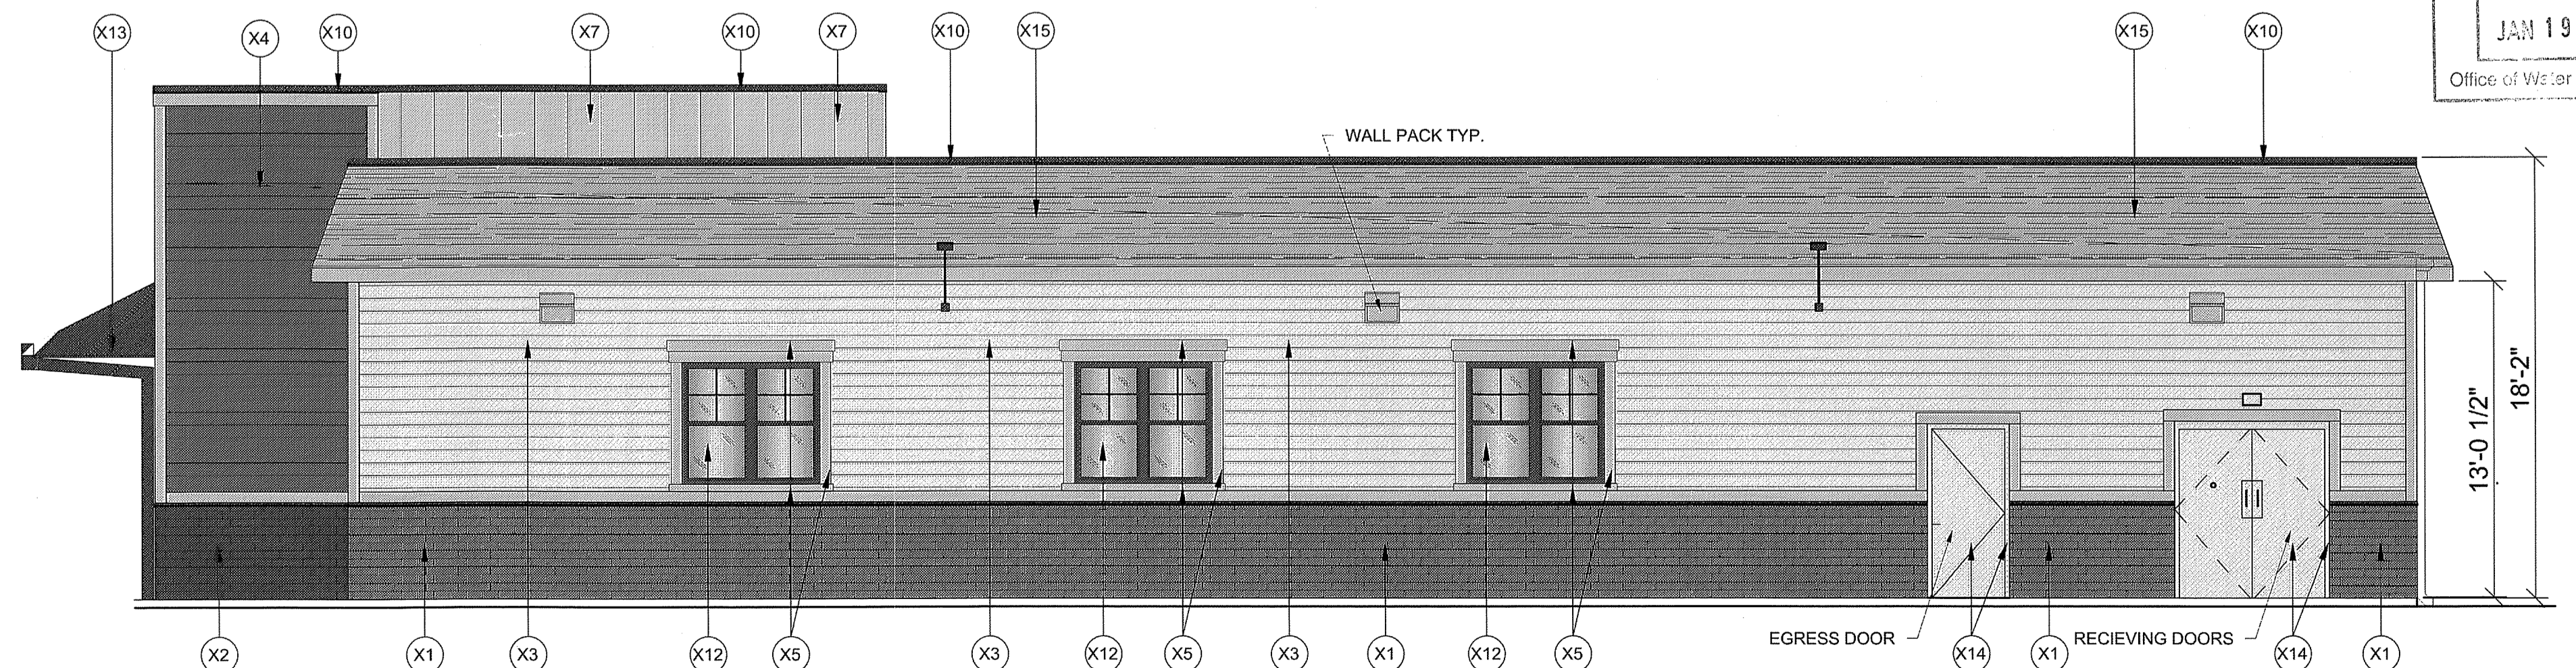 X13
X4
X10
X7
X10
X7
X10
X15
X15
X10
JAN 19
Office of Water
WALL PACK TYP.
13'-0 1/2"
18'-2"
EGRESS DOOR
RECIEVING DOORS
X2
X1
X3
X12
X5
X3
X12
X5
X3
X1
X12
X5
X14
X1
X14
X1